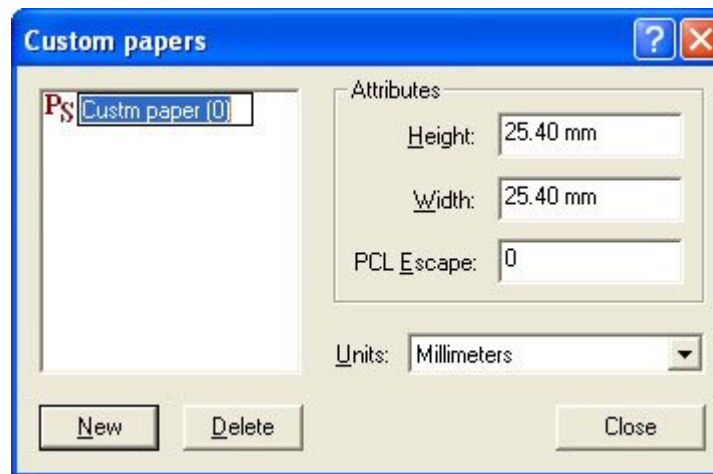 Custom papers
PS Custm paper (0)
Attributes
Height: 25.40 mm
Width: 25.40 mm
PCL Escape: 0
Units: Millimeters
New Delete Close